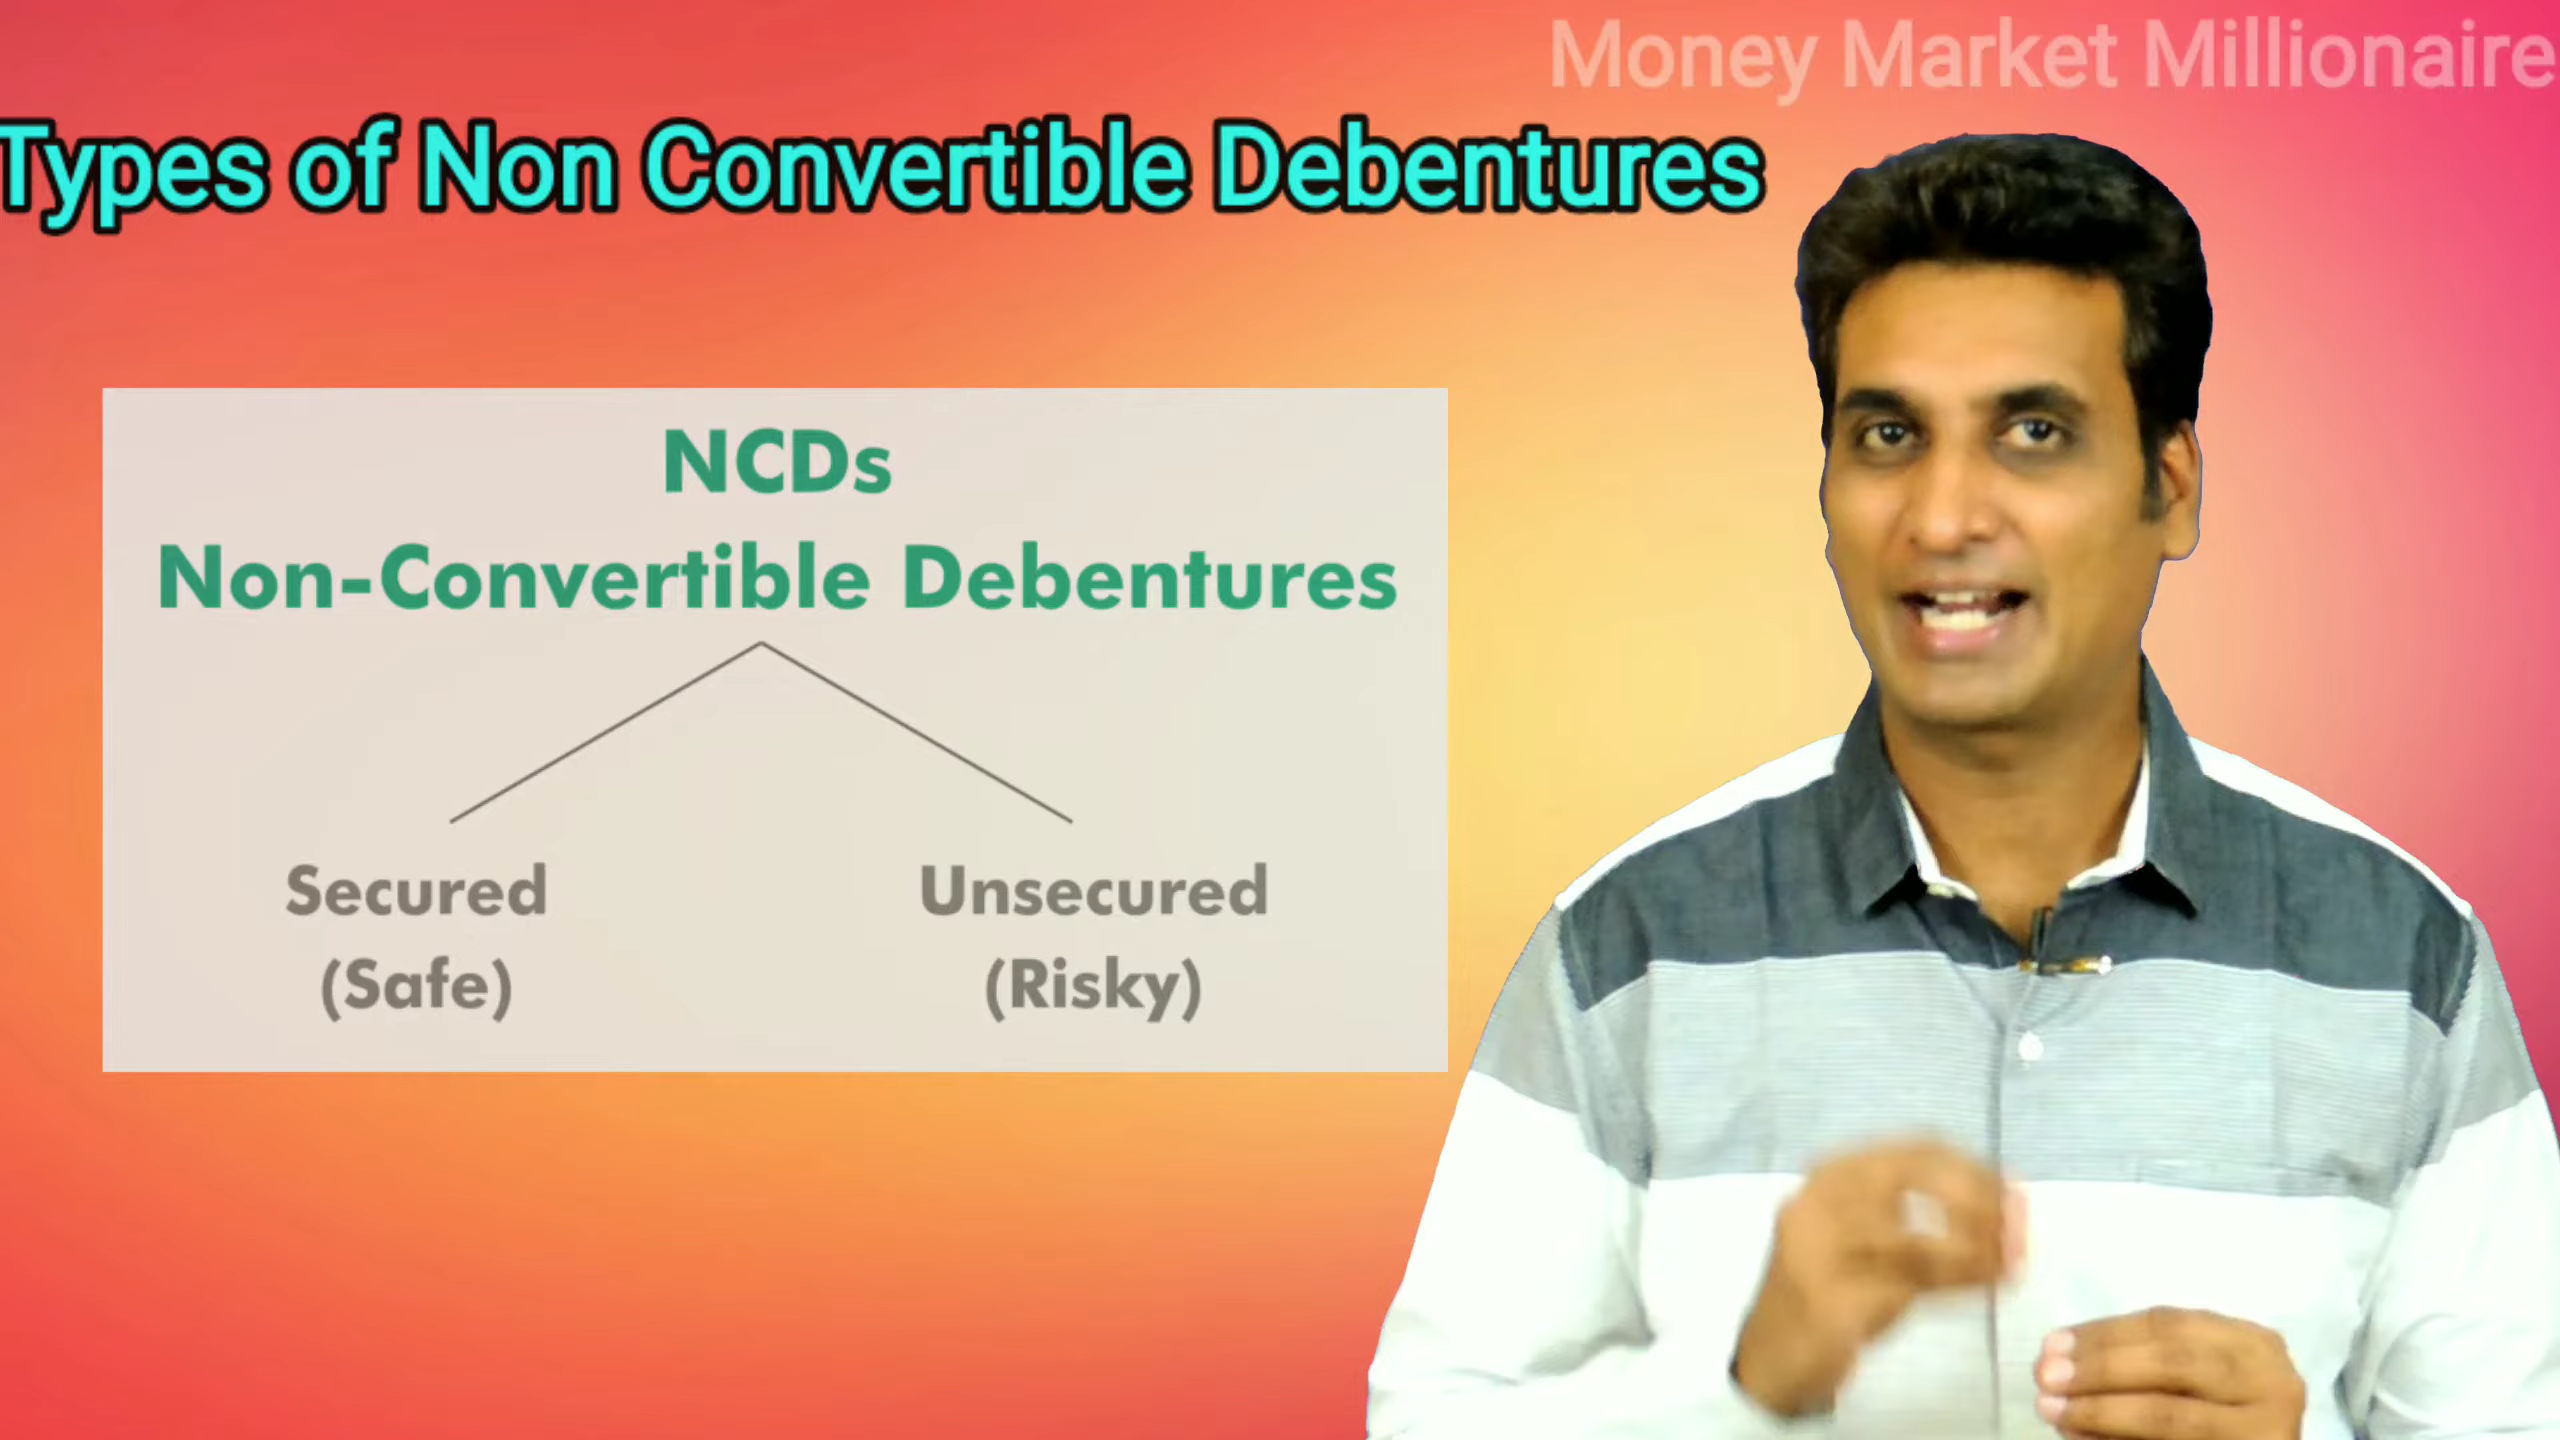 Money Market Millionaire
Types of Non Convertible Debentures
NCDs
Non-Convertible Debentures
Secured
(Safe)
Unsecured
(Risky)